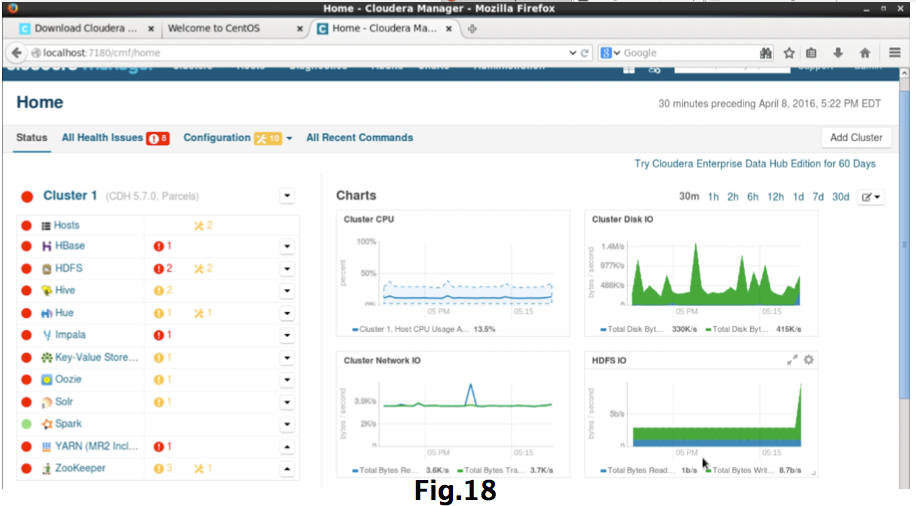 Home - Cloudera Manager - Mozilla Firefox
Download Cloudera ... × Welcome to CentOS × Home - Cloudera Ma... ×
localhost:7180/cmf/home Google
Home
30 minutes preceding April 8, 2016, 5:22 PM EDT
Status All Health Issues 8 Configuration 10 All Recent Commands Add Cluster
Try Cloudera Enterprise Data Hub Edition for 60 Days
Cluster 1 (CDH 5.7.0, Parcels)
Hosts 2
HBase 1
HDFS 2 2
Hive 2
Hue 1 1
Impala 1
Key-Value Store... 1
Oozie 1
Solr 1
Spark
YARN (MR2 Incl... 1
ZooKeeper 3 1
Charts 30m 1h 2h 6h 12h 1d 7d 30d
Cluster CPU
percent
100%
50%
0%
05 PM 05:15
Cluster 1, Host CPU Usage A... 13.5%
Cluster Disk IO
bytes / second
1.4M/s
977K/s
488K/s
0
05 PM 05:15
Total Disk Byt... 330K/s Total Disk Byt... 415K/s
Cluster Network IO
bytes / second
3.9K/s
2K/s
0
05 PM 05:15
Total Bytes Re... 3.6K/s Total Bytes Tra... 3.7K/s
HDFS IO
bytes / second
5b/s
0
05 PM 05:15
Total Bytes Read... 1b/s Total Bytes Writ... 8.7b/s
Fig.18